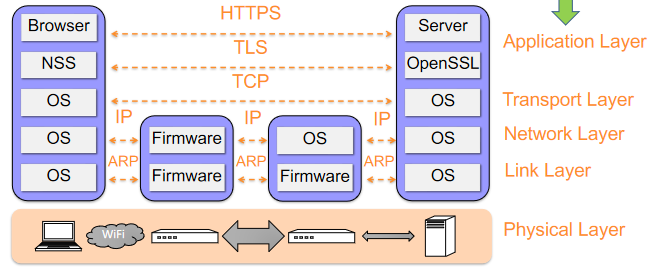 HTTPS
Browser
Server
Application Layer
TLS
NSS
OpenSSL
TCP
OS
OS
Transport Layer
IP
IP
IP
OS
Firmware
OS
OS
Network Layer
ARP
ARP
ARP
OS
Firmware
Firmware
OS
Link Layer
WiFi
Physical Layer